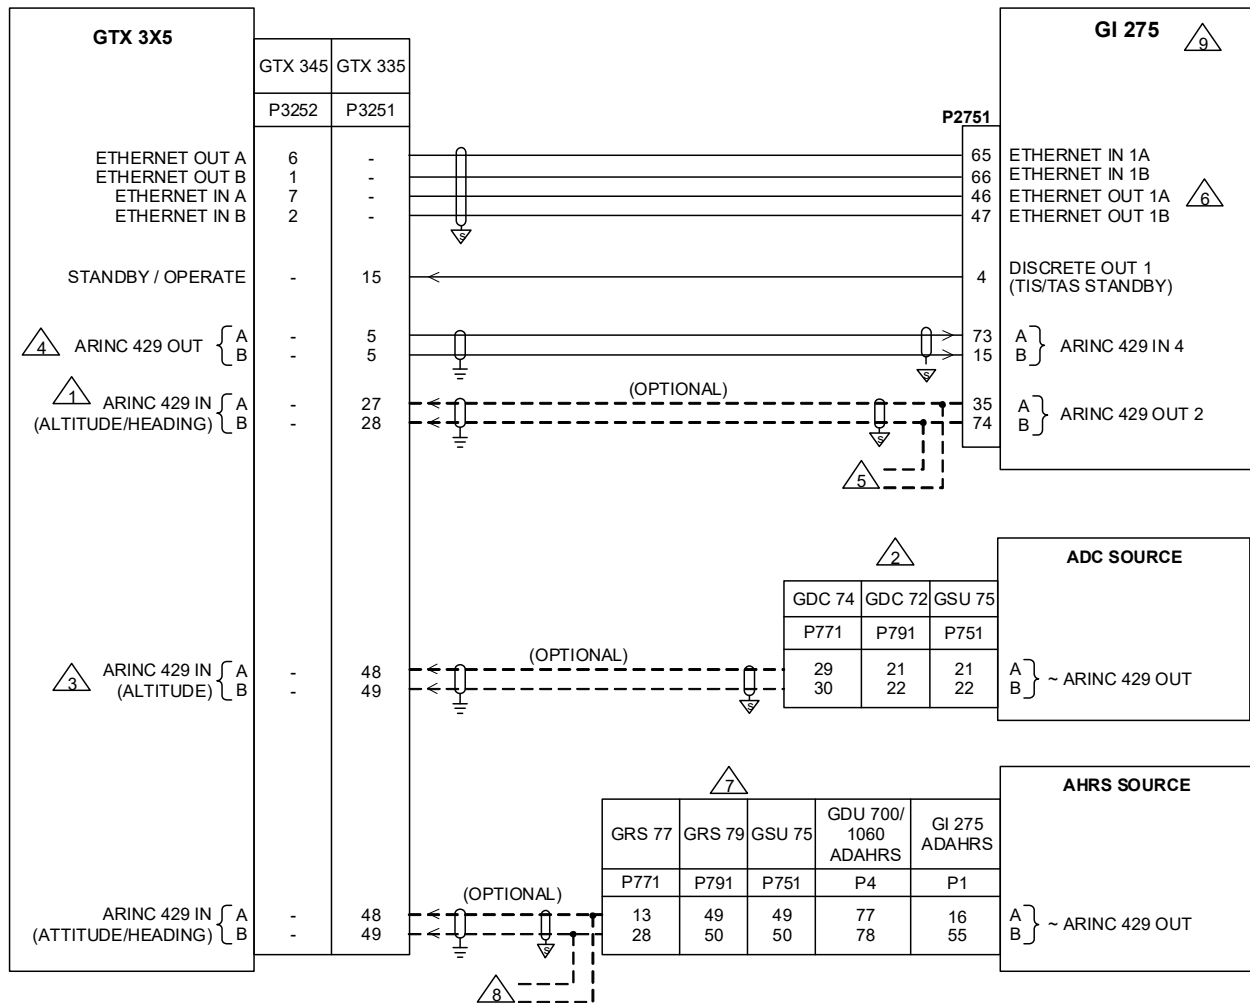 GTX 3X5
GTX 345 GTX 335
P3252 P3251
GI 275 9
P2751
ETHERNET OUT A 6 - 65 ETHERNET IN 1A
ETHERNET OUT B 1 - 66 ETHERNET IN 1B
ETHERNET IN A 7 - 46 ETHERNET OUT 1A 6
ETHERNET IN B 2 - 47 ETHERNET OUT 1B
S
STANDBY / OPERATE - 15 4 DISCRETE OUT 1
(TIS/TAS STANDBY)
4 ARINC 429 OUT { A - 5 73 A } ARINC 429 IN 4
B - 5 15 B
S
(OPTIONAL)
1 ARINC 429 IN { A - 27 35 A } ARINC 429 OUT 2
(ALTITUDE/HEADING) B - 28 74 B
S
5
2
ADC SOURCE
GDC 74 GDC 72 GSU 75
P771 P791 P751
(OPTIONAL)
3 ARINC 429 IN { A - 48 29 21 21 A } ~ ARINC 429 OUT
(ALTITUDE) B - 49 30 22 22 B
S
7
AHRS SOURCE
GRS 77 GRS 79 GSU 75 GDU 700/ 1060 ADAHRS GI 275 ADAHRS
P771 P791 P751 P4 P1
(OPTIONAL)
ARINC 429 IN { A - 48 13 49 49 77 16 A } ~ ARINC 429 OUT
(ATTITUDE/HEADING) B - 49 28 50 50 78 55 B
S
8